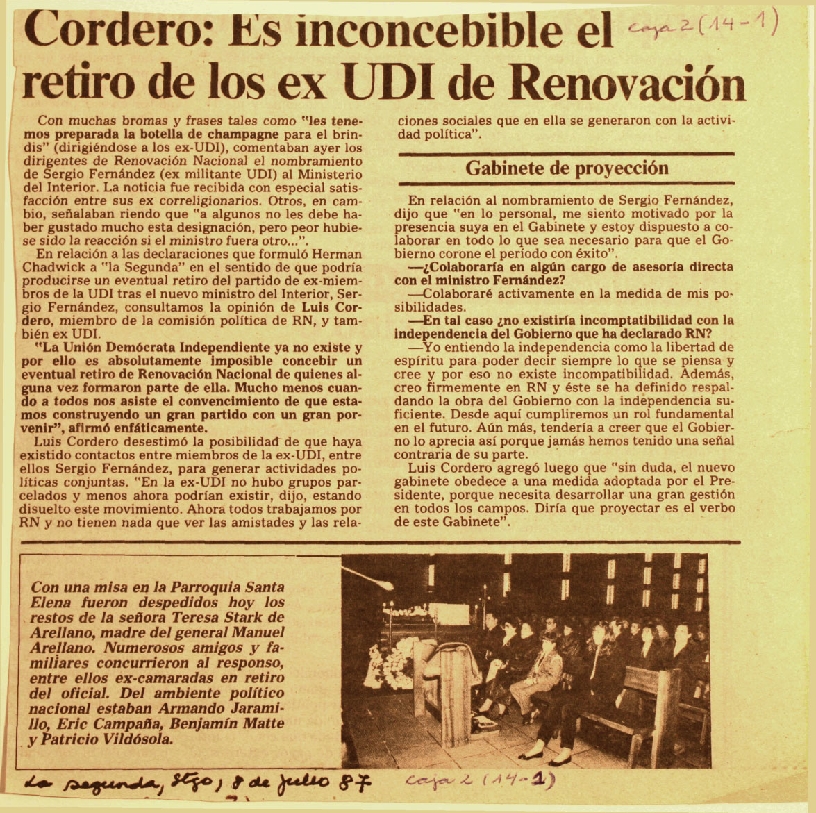 Cordero: Es inconcebible el
caja 2 (14-1)
retiro de los ex UDI de Renovación
Con muchas bromas y frases tales como "les tene-
mos preparada la botella de champagne para el brin-
dis" (dirigiéndose a los ex-UDI), comentaban ayer los
dirigentes de Renovación Nacional el nombramiento
de Sergio Fernández (ex militante UDI) al Ministerio
del Interior. La noticia fue recibida con especial satis-
facción entre sus ex correligionarios. Otros, en cam-
bio, señalaban riendo que "a algunos no les debe ha-
ber gustado mucho esta designación, pero peor hubie-
se sido la reacción si el ministro fuera otro...".
En relación a las declaraciones que formuló Herman
Chadwick a "la Segunda" en el sentido de que podría
producirse un eventual retiro del partido de ex-miem-
bros de la UDI tras el nuevo ministro del Interior, Ser-
gio Fernández, consultamos la opinión de Luis Cor-
dero, miembro de la comisión política de RN, y tam-
bién ex UDI.
"La Unión Demócrata Independiente ya no existe y
por ello es absolutamente imposible concebir un
eventual retiro de Renovación Nacional de quienes al-
guna vez formaron parte de ella. Mucho menos cuan-
do a todos nos asiste el convencimiento de que esta-
mos construyendo un gran partido con un gran por-
venir", afirmó enfáticamente.
Luis Cordero desestimó la posibilidad de que haya
existido contactos entre miembros de la ex-UDI, entre
ellos Sergio Fernández, para generar actividades po-
líticas conjuntas. "En la ex-UDI no hubo grupos par-
celados y menos ahora podrían existir, dijo, estando
disuelto este movimiento. Ahora todos trabajamos por
RN y no tienen nada que ver las amistades y las rela-
ciones sociales que en ella se generaron con la activi-
dad política".
Gabinete de proyección
En relación al nombramiento de Sergio Fernández,
dijo que "en lo personal, me siento motivado por la
presencia suya en el Gabinete y estoy dispuesto a co-
laborar en todo lo que sea necesario para que el Go-
bierno corone el período con éxito".
—¿Colaboraría en algún cargo de asesoría directa
con el ministro Fernández?
—Colaboraré activamente en la medida de mis po-
sibilidades.
—En tal caso ¿no existiría incomptatibilidad con la
independencia del Gobierno que ha declarado RN?
—Yo entiendo la independencia como la libertad de
espíritu para poder decir siempre lo que se piensa y
cree y por eso no existe incompatibilidad. Además,
creo firmemente en RN y éste se ha definido respal-
dando la obra del Gobierno con la independencia su-
ficiente. Desde aquí cumpliremos un rol fundamental
en el futuro. Aún más, tendería a creer que el Gobier-
no lo aprecia así porque jamás hemos tenido una señal
contraria de su parte.
Luis Cordero agregó luego que "sin duda, el nuevo
gabinete obedece a una medida adoptada por el Pre-
sidente, porque necesita desarrollar una gran gestión
en todos los campos. Diría que proyectar es el verbo
de este Gabinete".
Con una misa en la Parroquia Santa
Elena fueron despedidos hoy los
restos de la señora Teresa Stark de
Arellano, madre del general Manuel
Arellano. Numerosos amigos y fa-
miliares concurrieron al responso,
entre ellos ex-camaradas en retiro
del oficial. Del ambiente político
nacional estaban Armando Jarami-
llo, Eric Campaña, Benjamín Matte
y Patricio Vildósola.
La segunda, Stgo, 8 de julio 87
caja 2 (14-1)